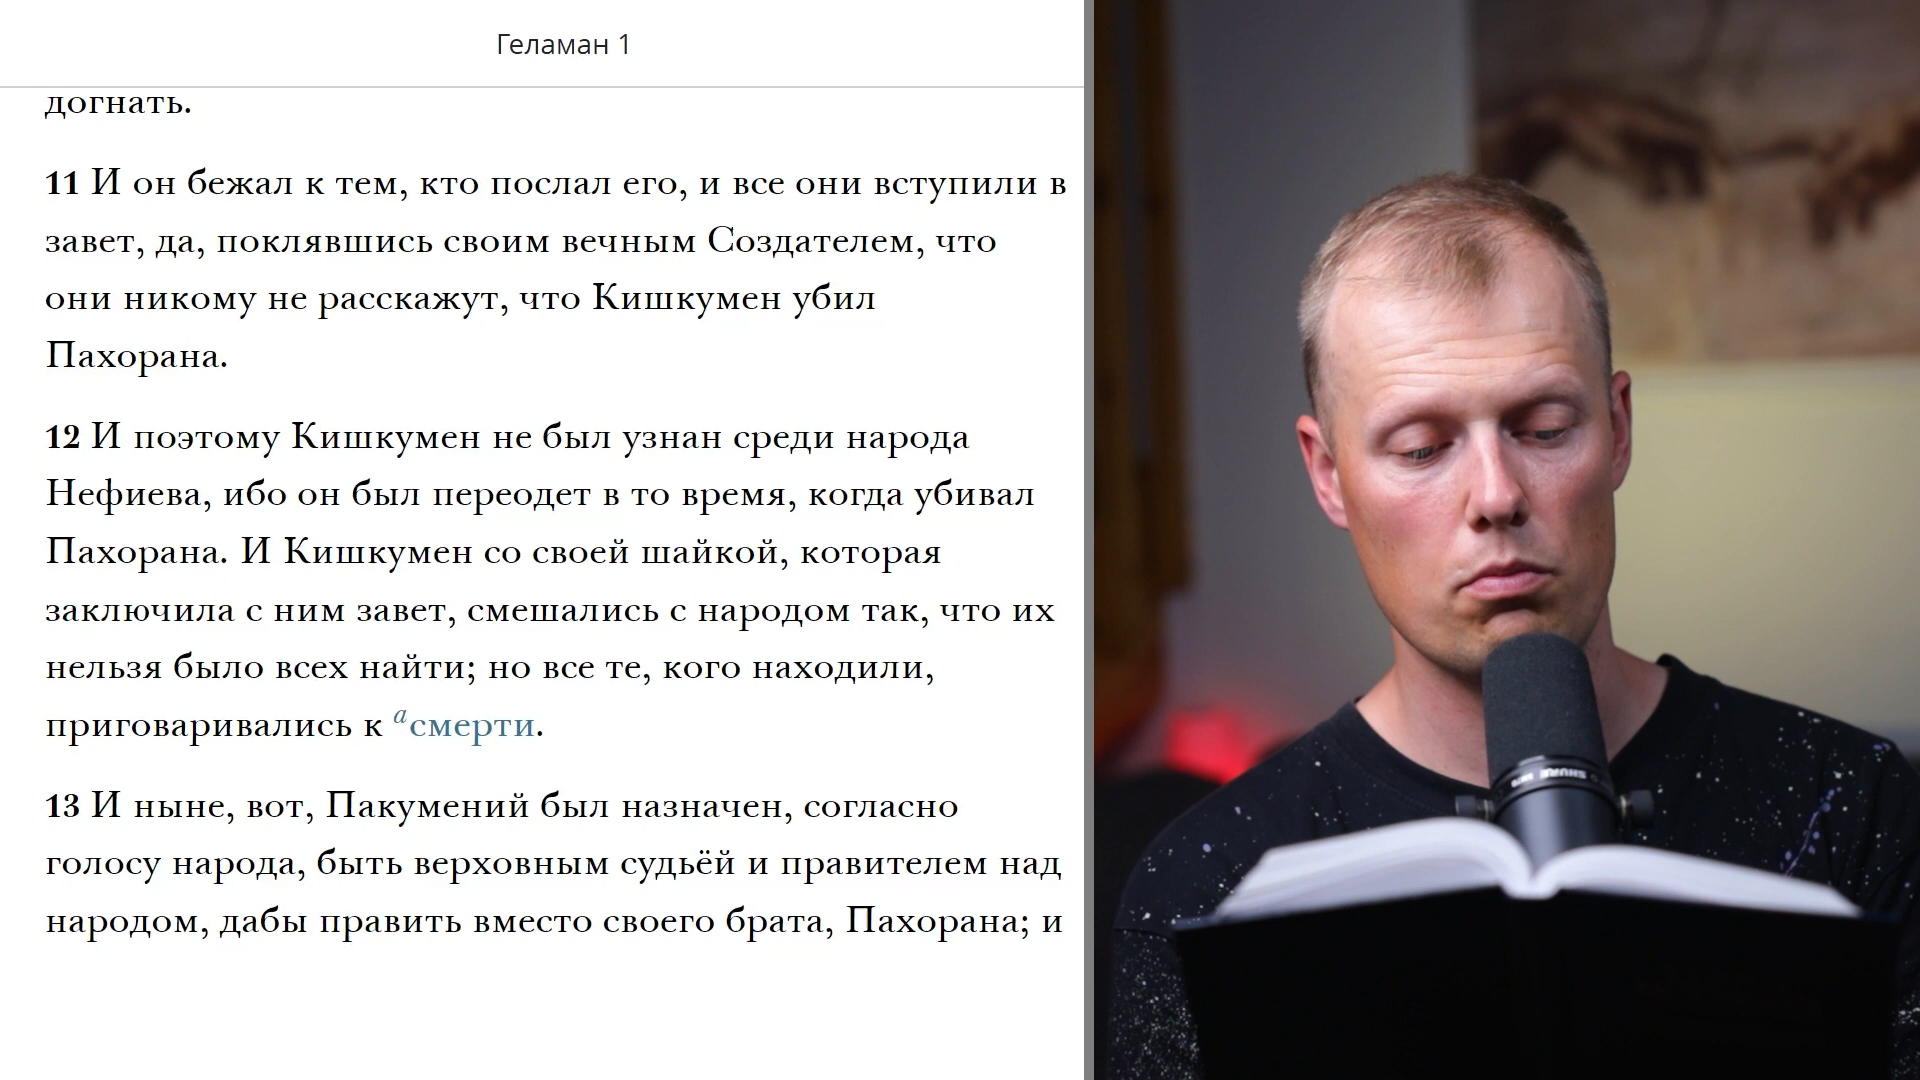 Геламан 1
догнать.
11 И он бежал к тем, кто послал его, и все они вступили в
завет, да, поклявшись своим вечным Создателем, что
они никому не расскажут, что Кишкумен убил
Пахорана.
12 И поэтому Кишкумен не был узнан среди народа
Нефиева, ибо он был переодет в то время, когда убивал
Пахорана. И Кишкумен со своей шайкой, которая
заключила с ним завет, смешались с народом так, что их
нельзя было всех найти; но все те, кого находили,
приговаривались к ᵃсмерти.
13 И ныне, вот, Пакумений был назначен, согласно
голосу народа, быть верховным судьёй и правителем над
народом, дабы править вместо своего брата, Пахорана; и
SHURE